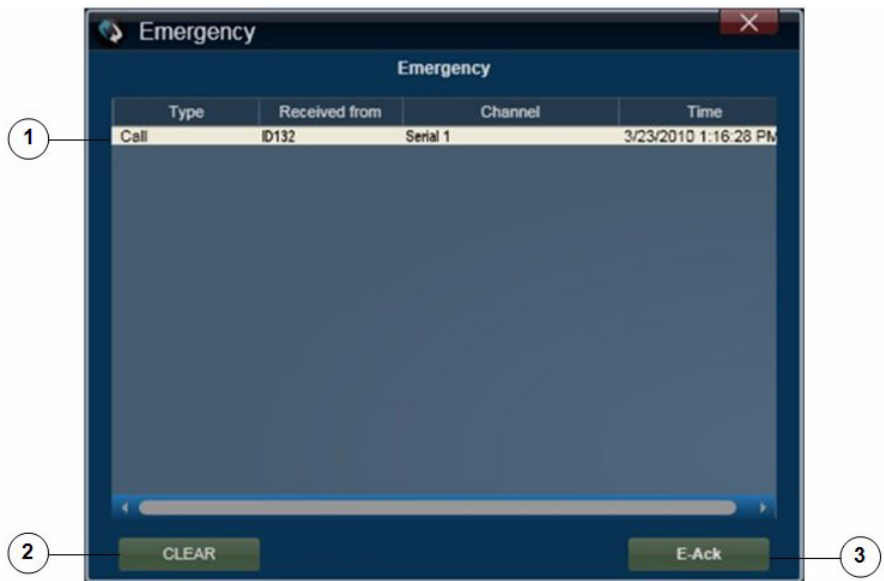 Emergency
Emergency
Type Received from Channel Time
1
Call ID132 Serial 1 3/23/2010 1:16:28 PM
2 CLEAR E-Ack 3